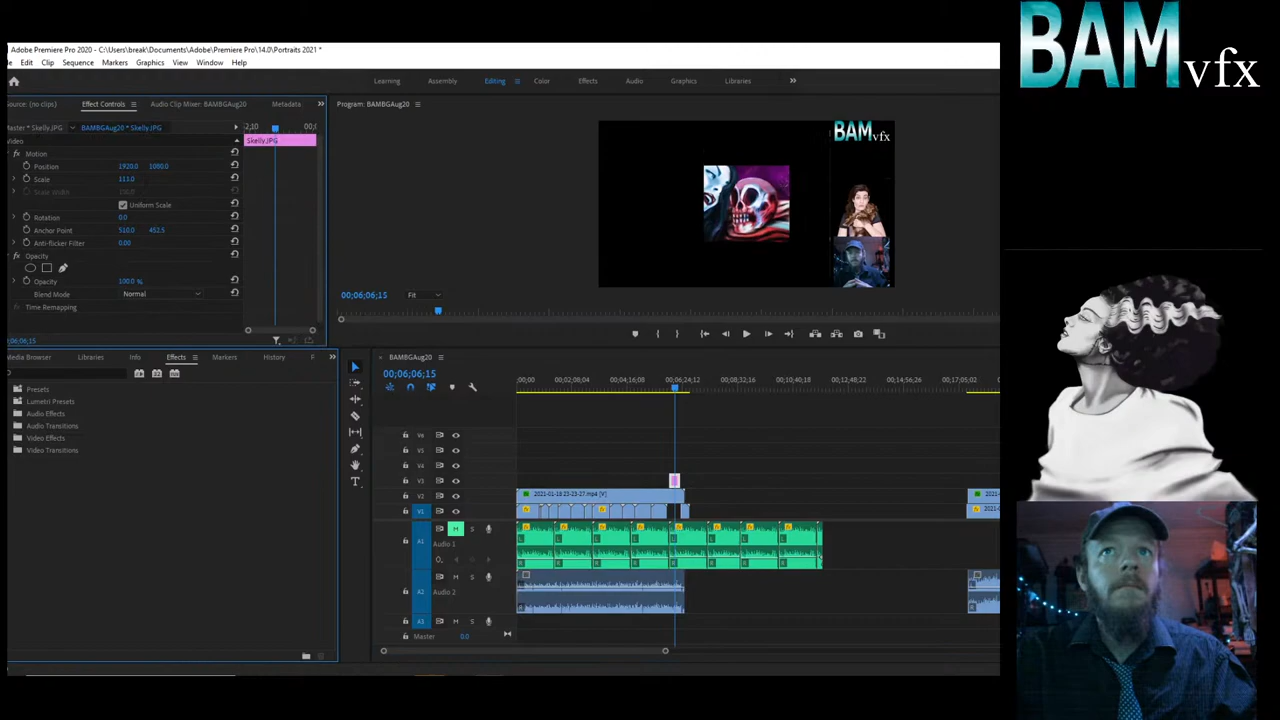 Adobe Premiere Pro 2020 - C:\Users\break\Documents\Adobe\Premiere Pro\14.0\Portraits 2021 *
Edit Clip Sequence Markers Graphics View Window Help
Learning Assembly Editing Color Effects Audio Graphics Libraries
Source: (no clips) Effect Controls Audio Clip Mixer: BAMBGAug20 Metadata
Program: BAMBGAug20
Master * Skelly.JPG BAMBGAug20 * Skelly.JPG
Skelly.JPG
Video
fx Motion
Position 1920.0 1080.0
Scale 111.0
Scale Width 100.0
Uniform Scale
Rotation 0.0
Anchor Point 510.0 452.5
Anti-flicker Filter 0.00
fx Opacity
Opacity 100.0 %
Blend Mode Normal
Time Remapping
00;06;06;15
00;06;06;15 Fit
Media Browser Libraries Info Effects Markers History
Presets
Lumetri Presets
Audio Effects
Audio Transitions
Video Effects
Video Transitions
BAMBGAug20
00;06;06;15
;00;00 00;02;08;04 00;04;16;08 00;06;24;12 00;08;32;16 00;10;40;18 00;12;48;22 00;14;56;26 00;17;05;02
V6
V5
V4
V3
V2 2021-01-18 23-23-27.mp4 [V]
V1
A1 M S
Audio 1
M S
A2 Audio 2
A3 M S
Master 0.0
BAMvfx
BAMvfx